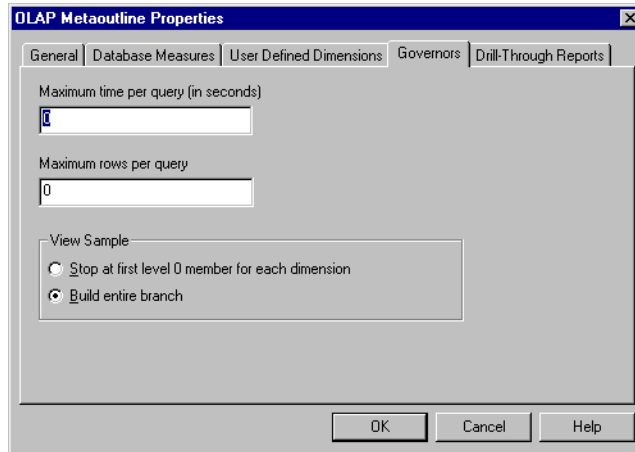 OLAP Metaoutline Properties
General Database Measures User Defined Dimensions Governors Drill-Through Reports
Maximum time per query (in seconds)
0
Maximum rows per query
0
View Sample
Stop at first level 0 member for each dimension
Build entire branch
OK Cancel Help